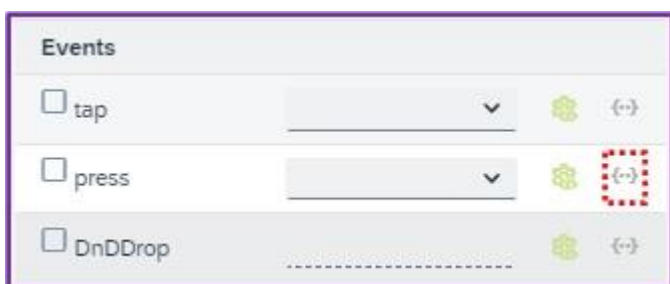 Events
tap {··}
press {··}
DnDDrop {··}